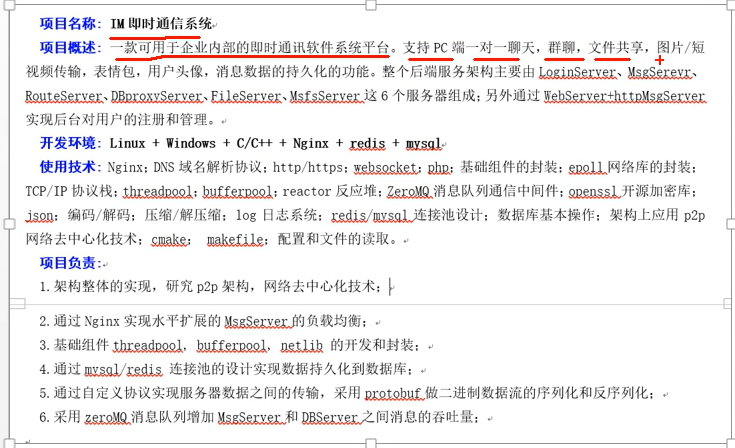 项目名称：IM 即时通信系统
项目概述：一款可用于企业内部的即时通讯软件系统平台。支持 PC 端一对一聊天，群聊，文件共享，图片/短
视频传输，表情包，用户头像，消息数据的持久化的功能。整个后端服务架构主要由 LoginServer、MsgSerevr、
RouteServer、DBproxyServer、FileServer、MsfsServer 这 6 个服务器组成；另外通过 WebServer+httpMsgServer
实现后台对用户的注册和管理。
开发环境：Linux + Windows + C/C++ + Nginx + redis + mysql
使用技术：Nginx；DNS 域名解析协议；http/https；websocket；php；基础组件的封装；epoll 网络库的封装；
TCP/IP 协议栈；threadpool；bufferpool；reactor 反应堆；ZeroMQ 消息队列通信中间件；openssl 开源加密库；
json；编码/解码；压缩/解压缩；log 日志系统；redis/mysql 连接池设计；数据库基本操作；架构上应用 p2p
网络去中心化技术；cmake； makefile；配置和文件的读取。
项目负责：
1.架构整体的实现，研究 p2p 架构，网络去中心化技术；
2.通过 Nginx 实现水平扩展的 MsgServer 的负载均衡；
3.基础组件 threadpool, bufferpool, netlib 的开发和封装；
4.通过 mysql/redis 连接池的设计实现数据持久化到数据库；
5.通过自定义协议实现服务器数据之间的传输，采用 protobuf 做二进制数据流的序列化和反序列化；
6.采用 zeroMQ 消息队列增加 MsgServer 和 DBServer 之间消息的吞吐量；